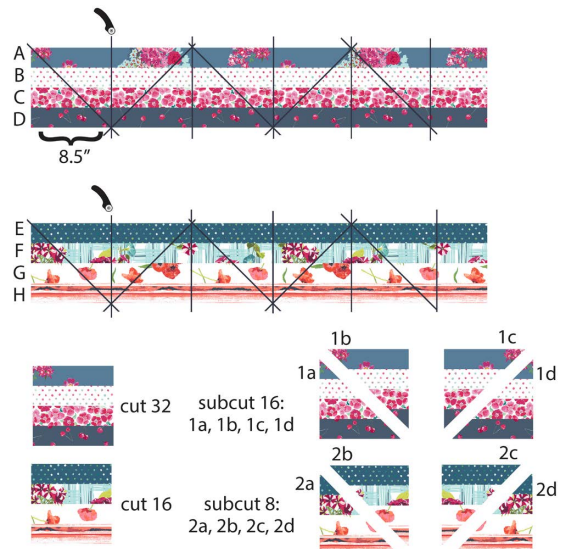 A
B
C
D
8.5”
E
F
G
H
1b
1c
1a
1d
cut 32
subcut 16:
1a, 1b, 1c, 1d
2b
2c
2a
2d
cut 16
subcut 8:
2a, 2b, 2c, 2d